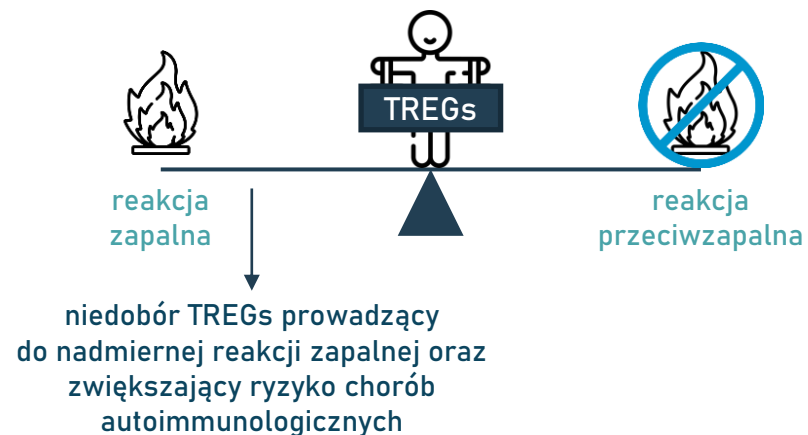 TREGs
reakcja
zapalna
reakcja
przeciwzapalna
niedobór TREGs prowadzący
do nadmiernej reakcji zapalnej oraz
zwiększający ryzyko chorób
autoimmunologicznych